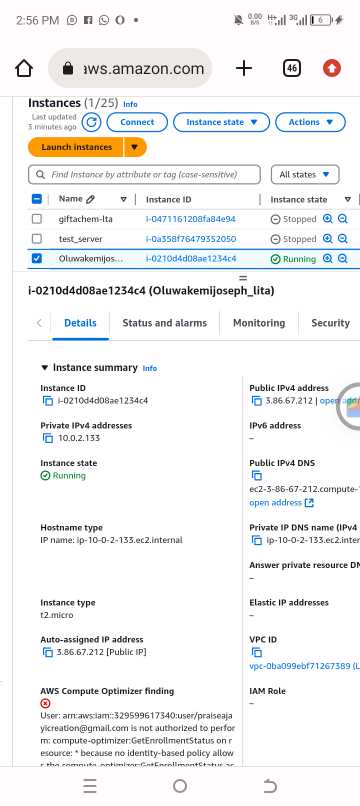 2:56 PM
0.00
B/s
H+
3G
6
aws.amazon.com
46
Instances (1/25) Info
Last updated
3 minutes ago
Connect
Instance state
Actions
Launch instances
Find Instance by attribute or tag (case-sensitive)
All states
Name
Instance ID
Instance state
giftachem-lta i-0471161208fa84e94 Stopped
test_server i-0a358f76479352050 Stopped
Oluwakemijos... i-0210d4d08ae1234c4 Running
i-0210d4d08ae1234c4 (Oluwakemijoseph_lita)
Details Status and alarms Monitoring Security
Instance summary Info
Instance ID
i-0210d4d08ae1234c4
Public IPv4 address
3.86.67.212 | open
Private IPv4 addresses
10.0.2.133
IPv6 address
–
Instance state
Running
Public IPv4 DNS
ec2-3-86-67-212.compute-
open address
Hostname type
IP name: ip-10-0-2-133.ec2.internal
Private IP DNS name (IPv4
ip-10-0-2-133.ec2.inter
Answer private resource DN
–
Instance type
t2.micro
Elastic IP addresses
–
Auto-assigned IP address
3.86.67.212 [Public IP]
VPC ID
vpc-0ba099ebf71267389 (L
AWS Compute Optimizer finding
User: arn:aws:iam::329599617340:user/praiseaja
yicreation@gmail.com is not authorized to perfor
m: compute-optimizer:GetEnrollmentStatus on r
esource: * because no identity-based policy allow
s the compute-optimizer:GetEnrollmentStatus ac
IAM Role
–